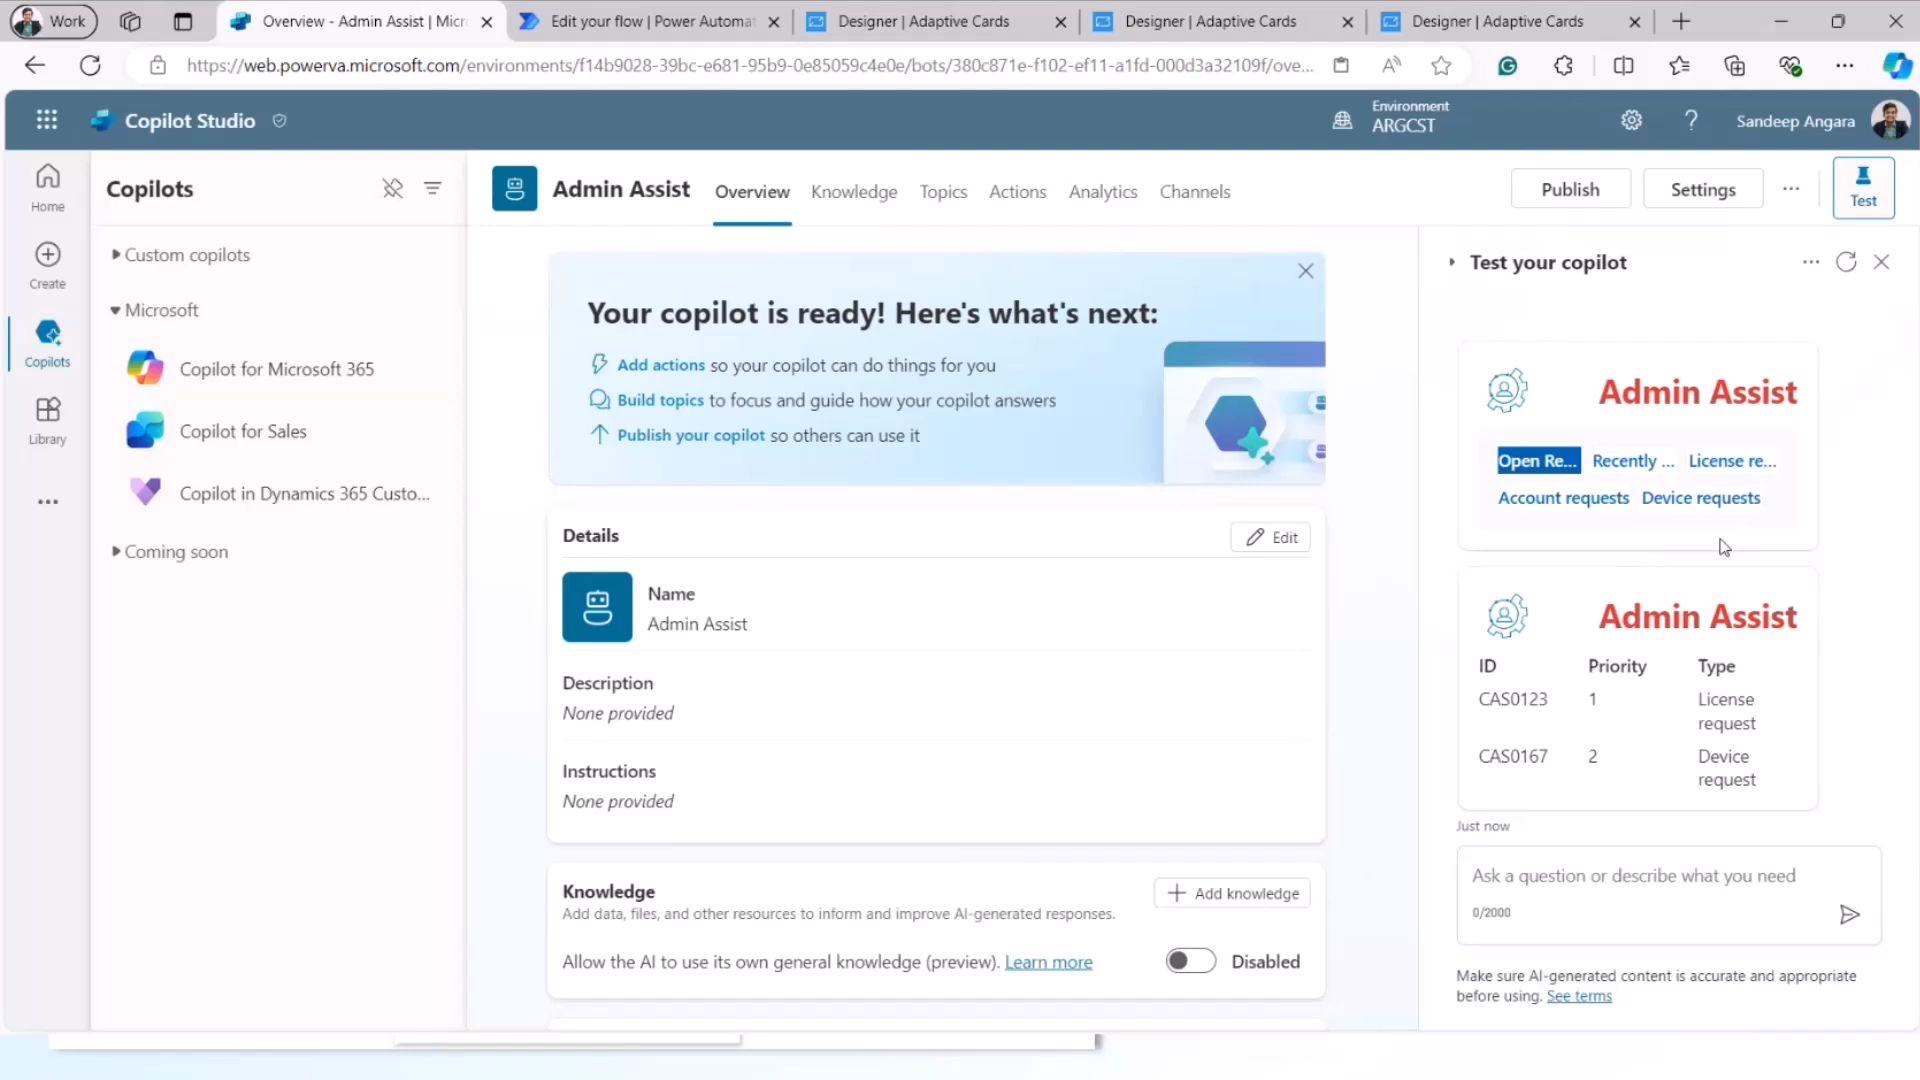 Work
Overview - Admin Assist | Micr
Edit your flow | Power Automat
Designer | Adaptive Cards
Designer | Adaptive Cards
Designer | Adaptive Cards
https://web.powerva.microsoft.com/environments/f14b9028-39bc-e681-95b9-0e85059c4e0e/bots/380c871e-f102-ef11-a1fd-000d3a32109f/ove...
Copilot Studio
Environment
ARGCST
?
Sandeep Angara
Home
Create
Copilots
Library
Copilots
Custom copilots
Microsoft
Copilot for Microsoft 365
Copilot for Sales
Copilot in Dynamics 365 Custo...
Coming soon
Admin Assist
Overview
Knowledge
Topics
Actions
Analytics
Channels
Publish
Settings
Test
Your copilot is ready! Here's what's next:
Add actions so your copilot can do things for you
Build topics to focus and guide how your copilot answers
Publish your copilot so others can use it
Details
Edit
Name
Admin Assist
Description
None provided
Instructions
None provided
Knowledge
Add knowledge
Add data, files, and other resources to inform and improve AI-generated responses.
Allow the AI to use its own general knowledge (preview). Learn more
Disabled
Test your copilot
Admin Assist
Open Re... Recently ... License re...
Account requests Device requests
Admin Assist
ID Priority Type
CAS0123 1 License
request
CAS0167 2 Device
request
Just now
Ask a question or describe what you need
0/2000
Make sure AI-generated content is accurate and appropriate
before using. See terms